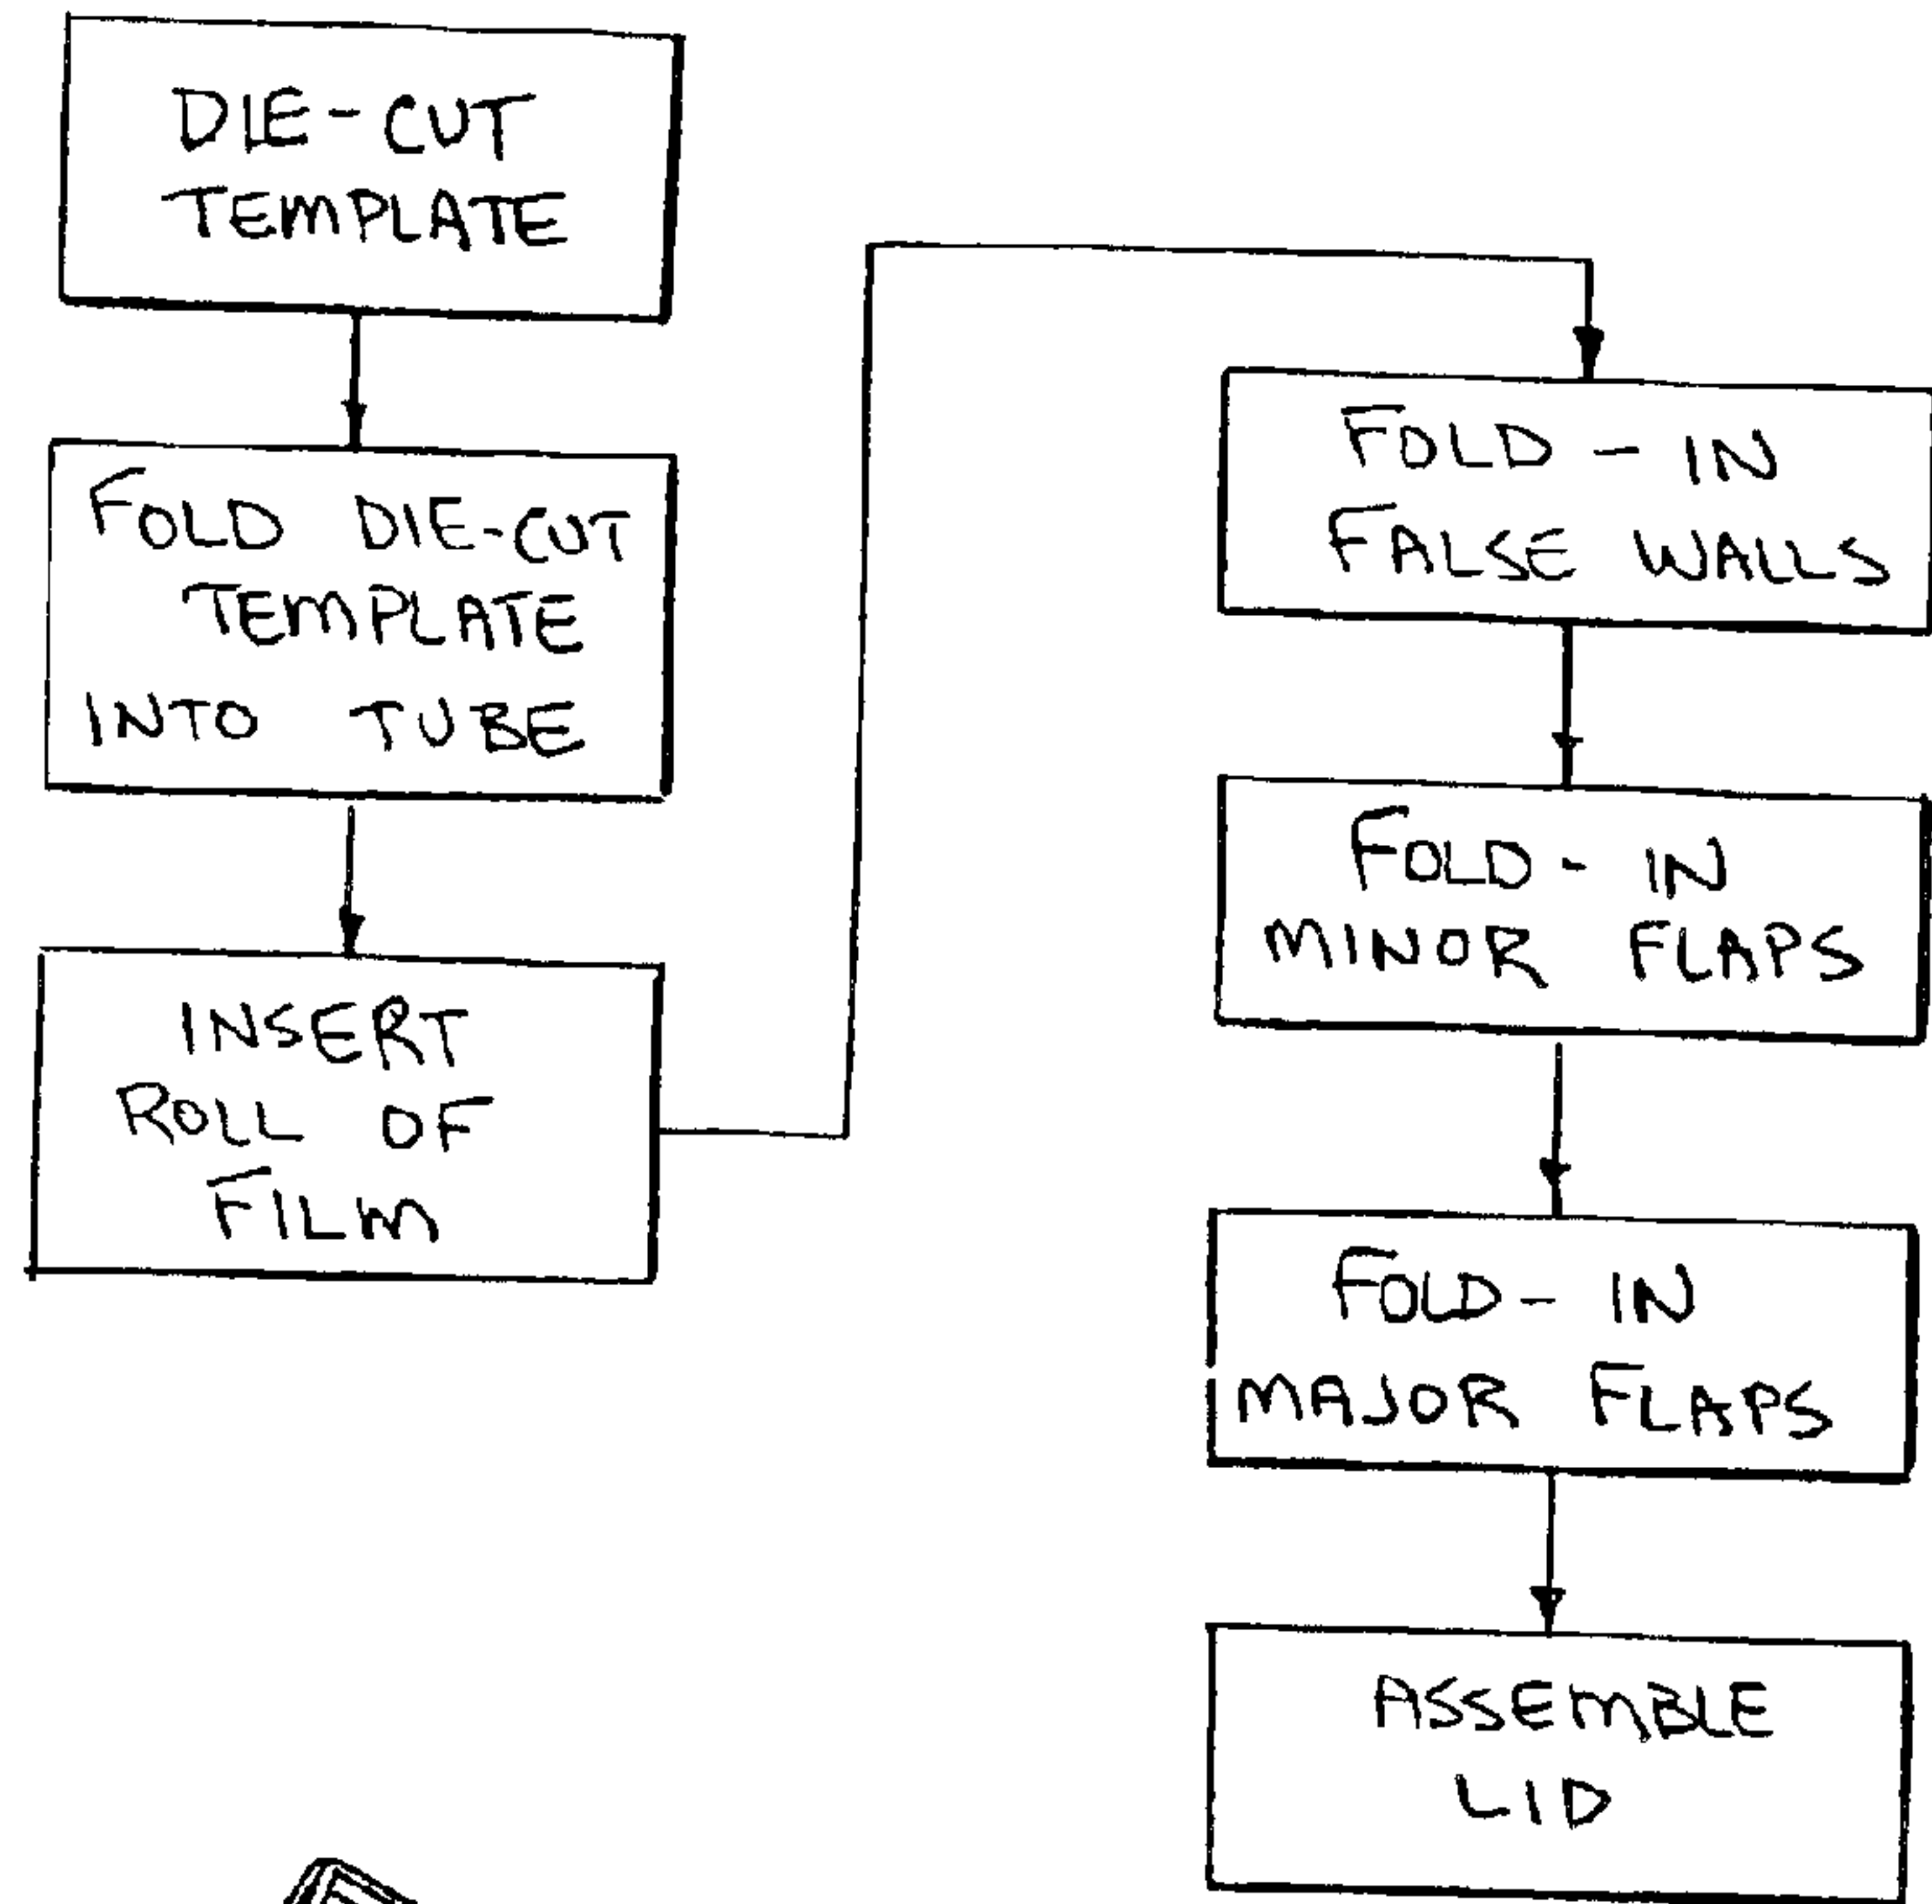 DIE-CUT
TEMPLATE
FOLD DIE-CUT
TEMPLATE
INTO TUBE
INSERT
ROLL OF
FILM
FOLD-IN
FALSE WALLS
FOLD-IN
MINOR FLAPS
FOLD-IN
MAJOR FLAPS
ASSEMBLE
LID